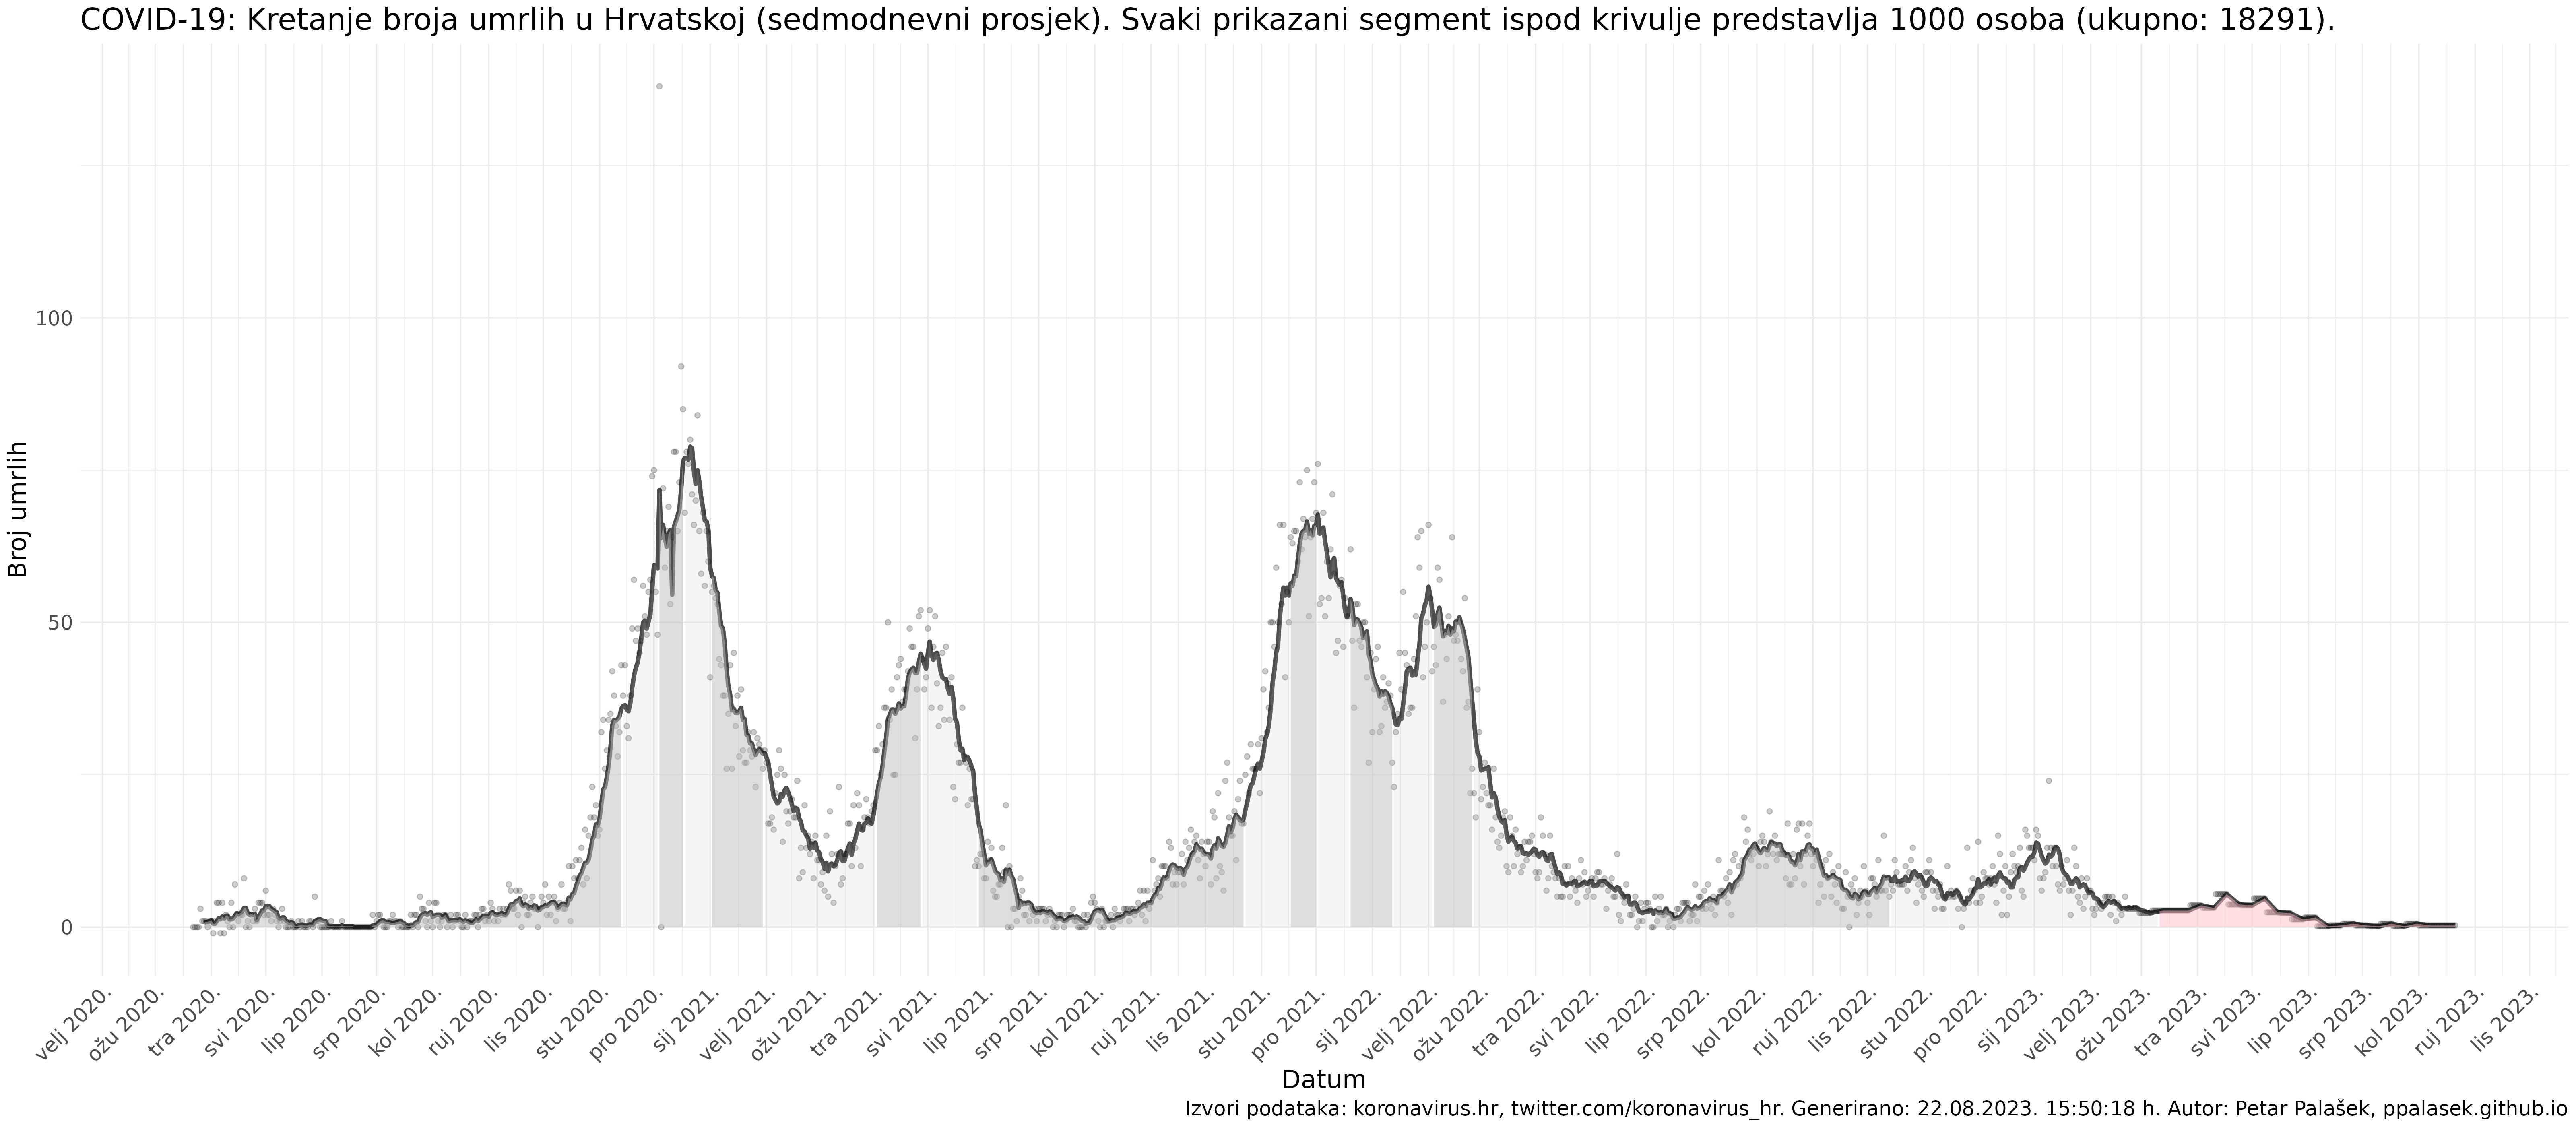 COVID-19: Kretanje broja umrlih u Hrvatskoj (sedmodnevni prosjek). Svaki prikazani segment ispod krivulje predstavlja 1000 osoba (ukupno: 18291).
Broj umrlih
100
50
0
velj 2020.
ožu 2020.
tra 2020.
svi 2020.
lip 2020.
srp 2020.
kol 2020.
ruj 2020.
lis 2020.
stu 2020.
pro 2020.
sij 2021.
velj 2021.
ožu 2021.
tra 2021.
svi 2021.
lip 2021.
srp 2021.
kol 2021.
ruj 2021.
lis 2021.
stu 2021.
pro 2021.
sij 2022.
velj 2022.
ožu 2022.
tra 2022.
svi 2022.
lip 2022.
srp 2022.
kol 2022.
ruj 2022.
lis 2022.
stu 2022.
pro 2022.
sij 2023.
velj 2023.
ožu 2023.
tra 2023.
svi 2023.
lip 2023.
srp 2023.
kol 2023.
ruj 2023.
lis 2023.
Datum
Izvori podataka: koronavirus.hr, twitter.com/koronavirus_hr. Generirano: 22.08.2023. 15:50:18 h. Autor: Petar Palašek, ppalasek.github.io